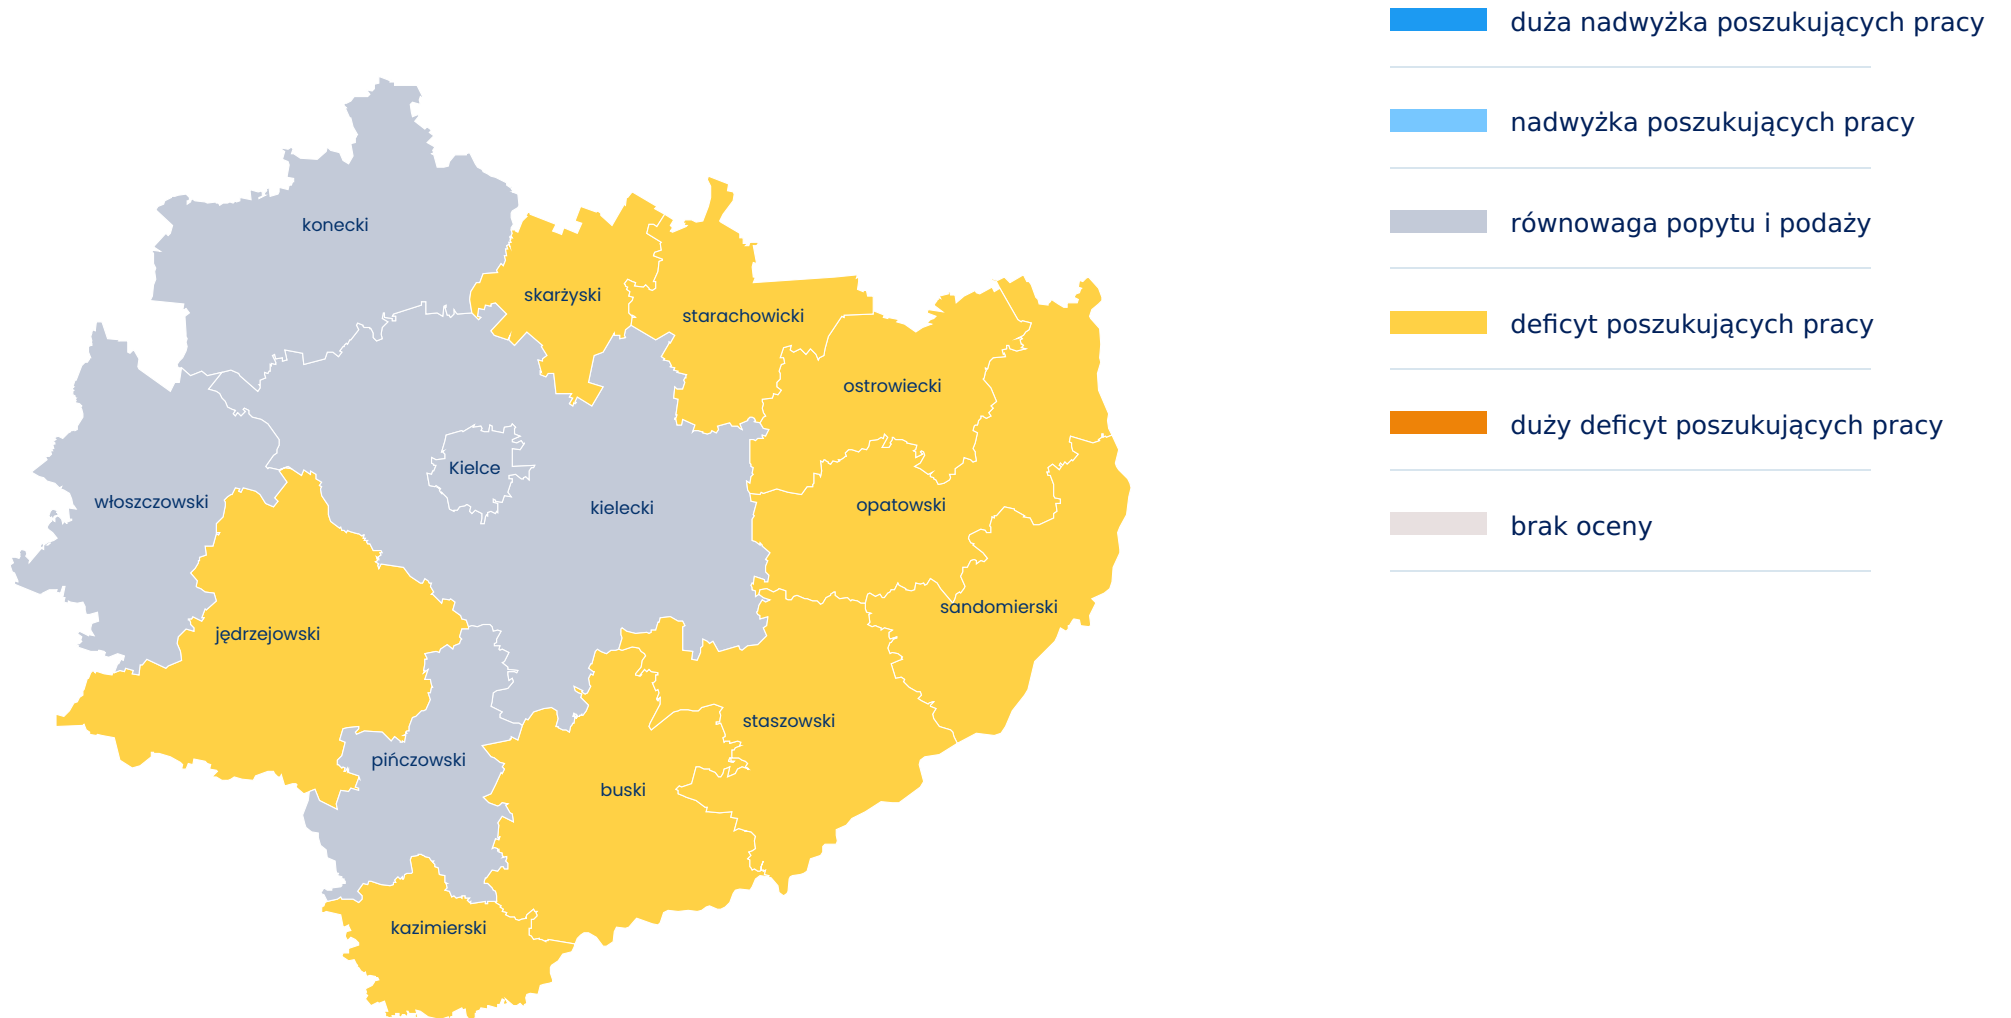 duża nadwyżka poszukujących pracy
nadwyżka poszukujących pracy
równowaga popytu i podaży
deficyt poszukujących pracy
duży deficyt poszukujących pracy
brak oceny
konecki
skarżyski
starachowicki
ostrowiecki
Kielce
włoszczowski
kielecki
opatowski
sandomierski
jędrzejowski
staszowski
pińczowski
buski
kazimierski